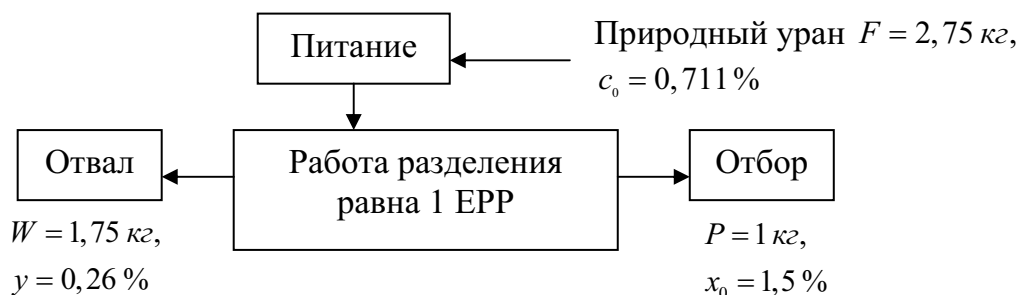 Питание
Природный уран F = 2,75 кг,
c₀ = 0,711 %
Отвал
Работа разделения
равна 1 ЕРР
Отбор
W = 1,75 кг,
y = 0,26 %
P = 1 кг,
x₀ = 1,5 %